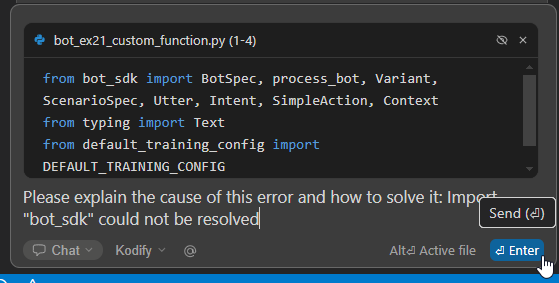 bot_ex21_custom_function.py (1-4)
from bot_sdk import BotSpec, process_bot, Variant,
ScenarioSpec, Utter, Intent, SimpleAction, Context
from typing import Text
from default_training_config import
DEFAULT_TRAINING_CONFIG
Please explain the cause of this error and how to solve it: Import
"bot_sdk" could not be resolved
Send (⏎)
Chat Kodify @ Alt⏎ Active file ⏎ Enter